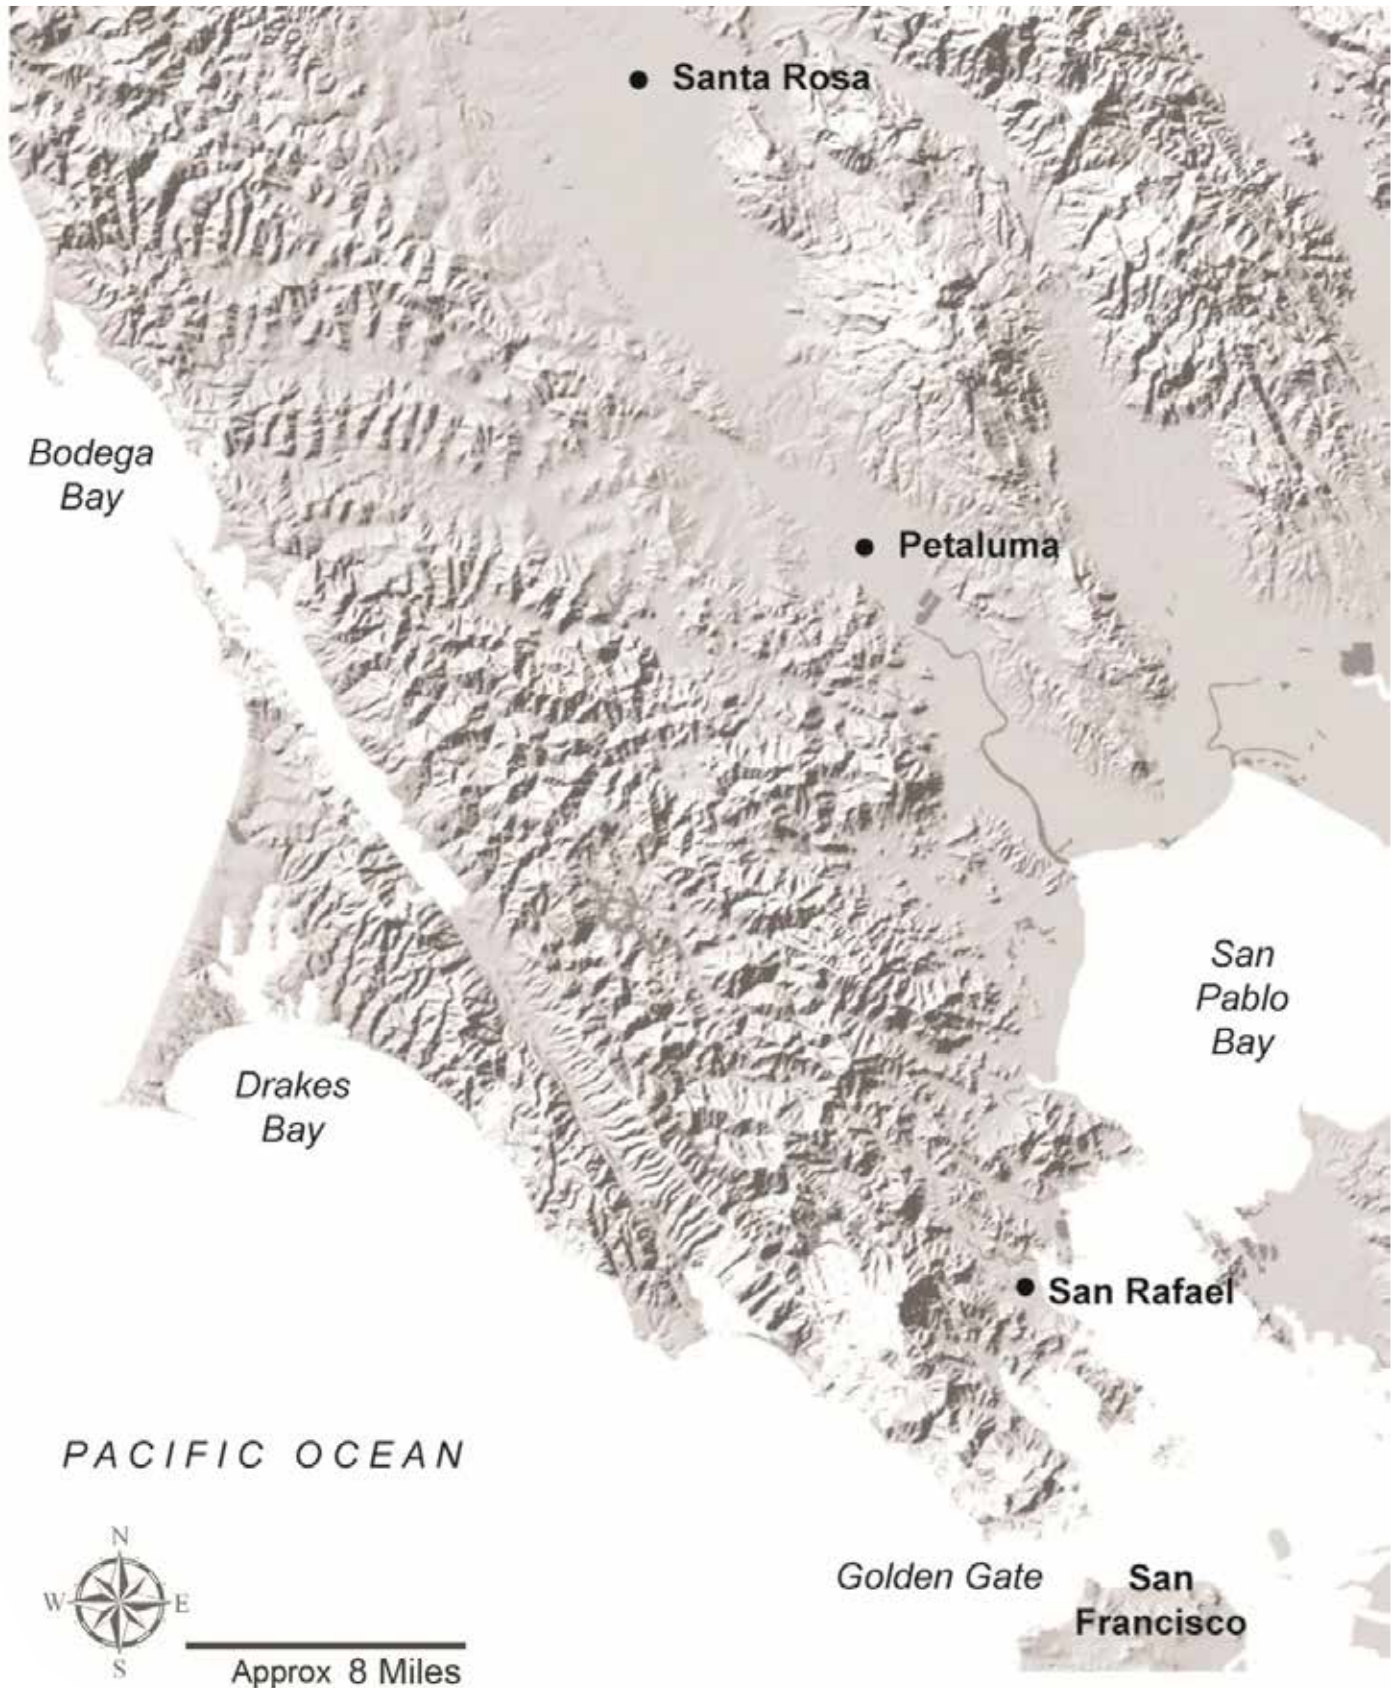 Santa Rosa
Bodega
Bay
Petaluma
San
Pablo
Bay
Drakes
Bay
San Rafael
PACIFIC OCEAN
N
W E
S
Golden Gate
San
Francisco
Approx 8 Miles